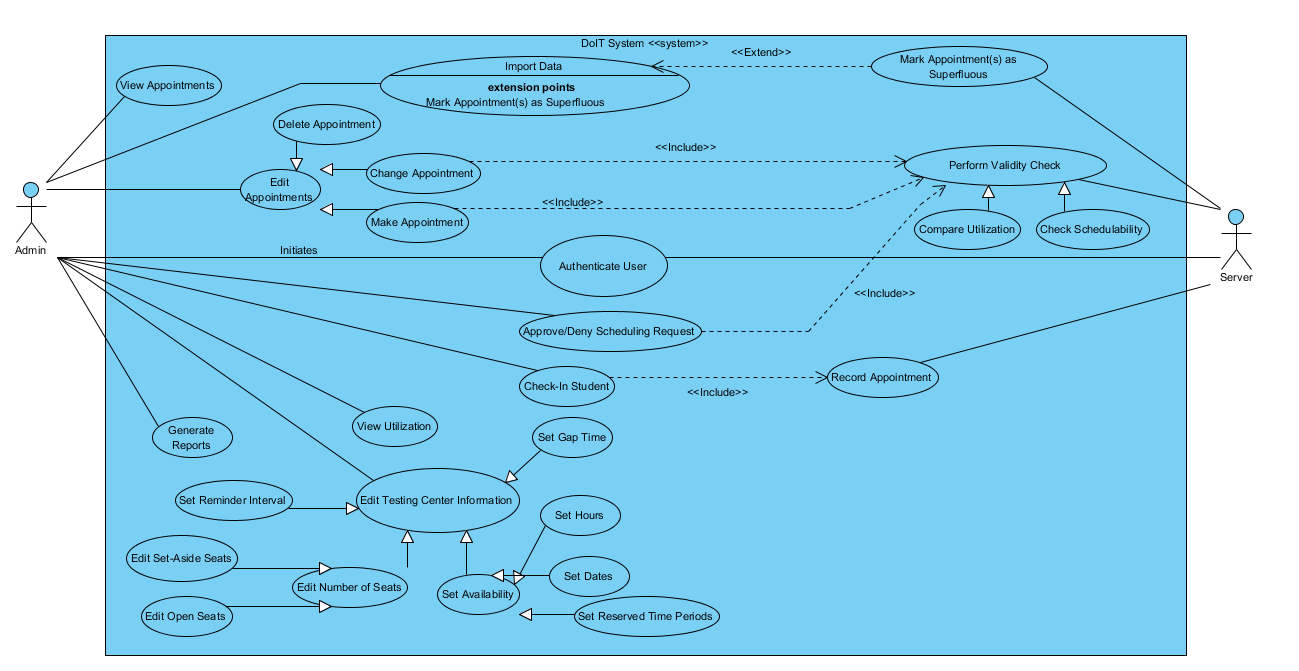 DoIT System <<system>>
<<Extend>>
View Appointments
Import Data
extension points
Mark Appointment(s) as Superfluous
Mark Appointment(s) as
Superfluous
Delete Appointment
<<Include>>
Change Appointment
Perform Validity Check
Edit
Appointments
<<Include>>
Make Appointment
Compare Utilization
Check Schedulability
Admin
Initiates
Authenticate User
Server
<<Include>>
Approve/Deny Scheduling Request
Check-In Student
<<Include>>
Record Appointment
View Utilization
Generate
Reports
Set Gap Time
Set Reminder Interval
Edit Testing Center Information
Set Hours
Edit Set-Aside Seats
Edit Number of Seats
Set Availability
Set Dates
Edit Open Seats
Set Reserved Time Periods